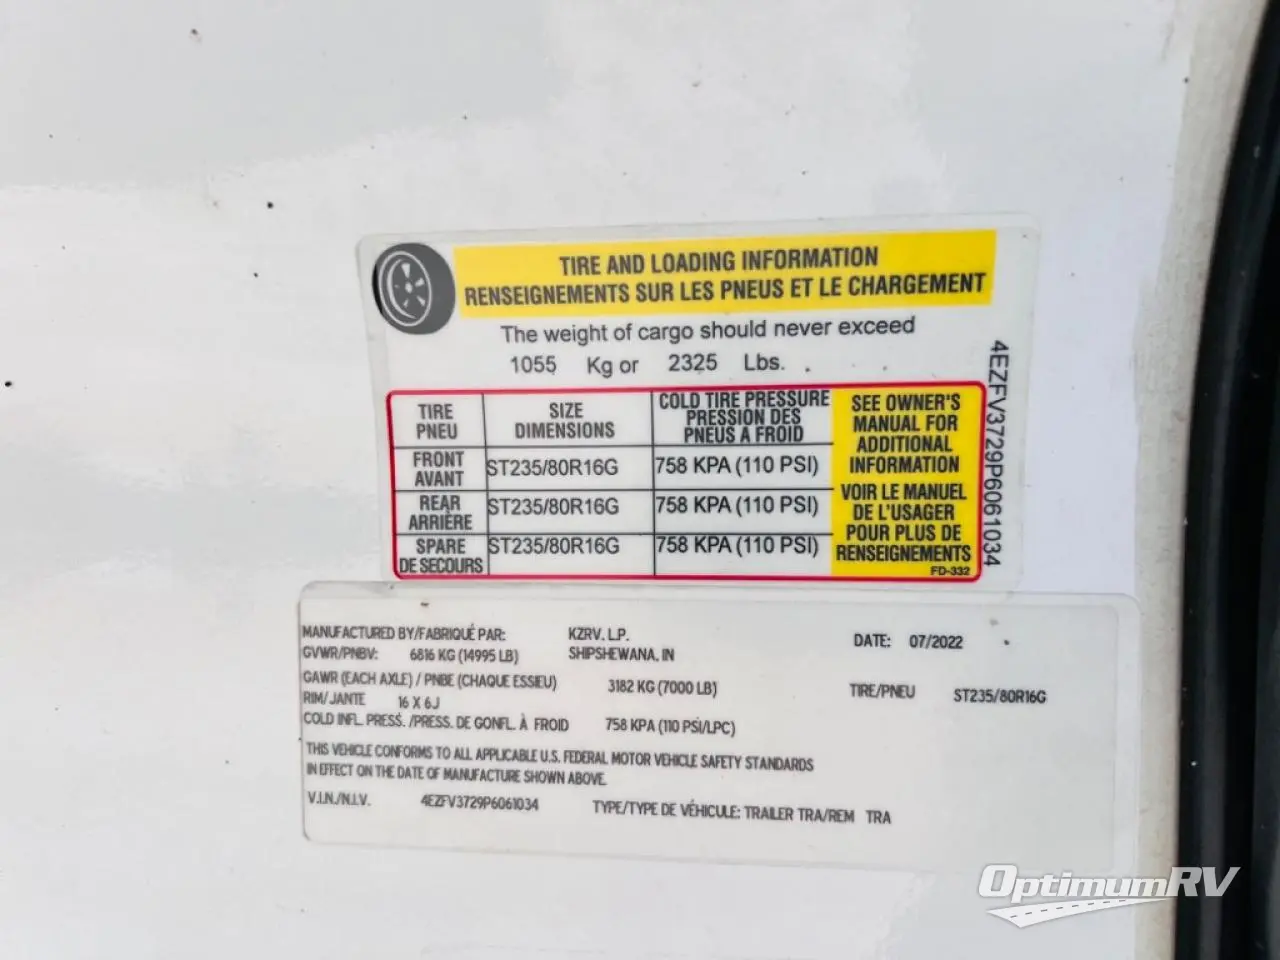 TIRE AND LOADING INFORMATION
RENSEIGNEMENTS SUR LES PNEUS ET LE CHARGEMENT
The weight of cargo should never exceed
1055 Kg or 2325 Lbs.
TIRE
PNEU
SIZE
DIMENSIONS
COLD TIRE PRESSURE
PRESSION DES
PNEUS A FROID
FRONT
AVANT
ST235/80R16G
758 KPA (110 PSI)
REAR
ARRIÈRE
ST235/80R16G
758 KPA (110 PSI)
SPARE
DE SECOURS
ST235/80R16G
758 KPA (110 PSI)
SEE OWNER'S
MANUAL FOR
ADDITIONAL
INFORMATION
VOIR LE MANUEL
DE L'USAGER
POUR PLUS DE
RENSEIGNEMENTS
FD-332
4EZFV3729P6061034
MANUFACTURED BY/FABRIQUÉ PAR: KZRV, L.P. DATE: 07/2022
GVWR/PNBV: 6816 KG (14995 LB) SHIPSHEWANA, IN
GAWR (EACH AXLE) / PNBE (CHAQUE ESSIEU) 3182 KG (7000 LB) TIRE/PNEU ST235/80R16G
RIM/JANTE 16 X 6J
COLD INFL. PRESS. /PRESS. DE GONFL. À FROID 758 KPA (110 PSI/LPC)
THIS VEHICLE CONFORMS TO ALL APPLICABLE U.S. FEDERAL MOTOR VEHICLE SAFETY STANDARDS
IN EFFECT ON THE DATE OF MANUFACTURE SHOWN ABOVE.
V.I.N./N.I.V. 4EZFV3729P6061034 TYPE/TYPE DE VÉHICULE: TRAILER TRA/REM TRA
OptimumRV